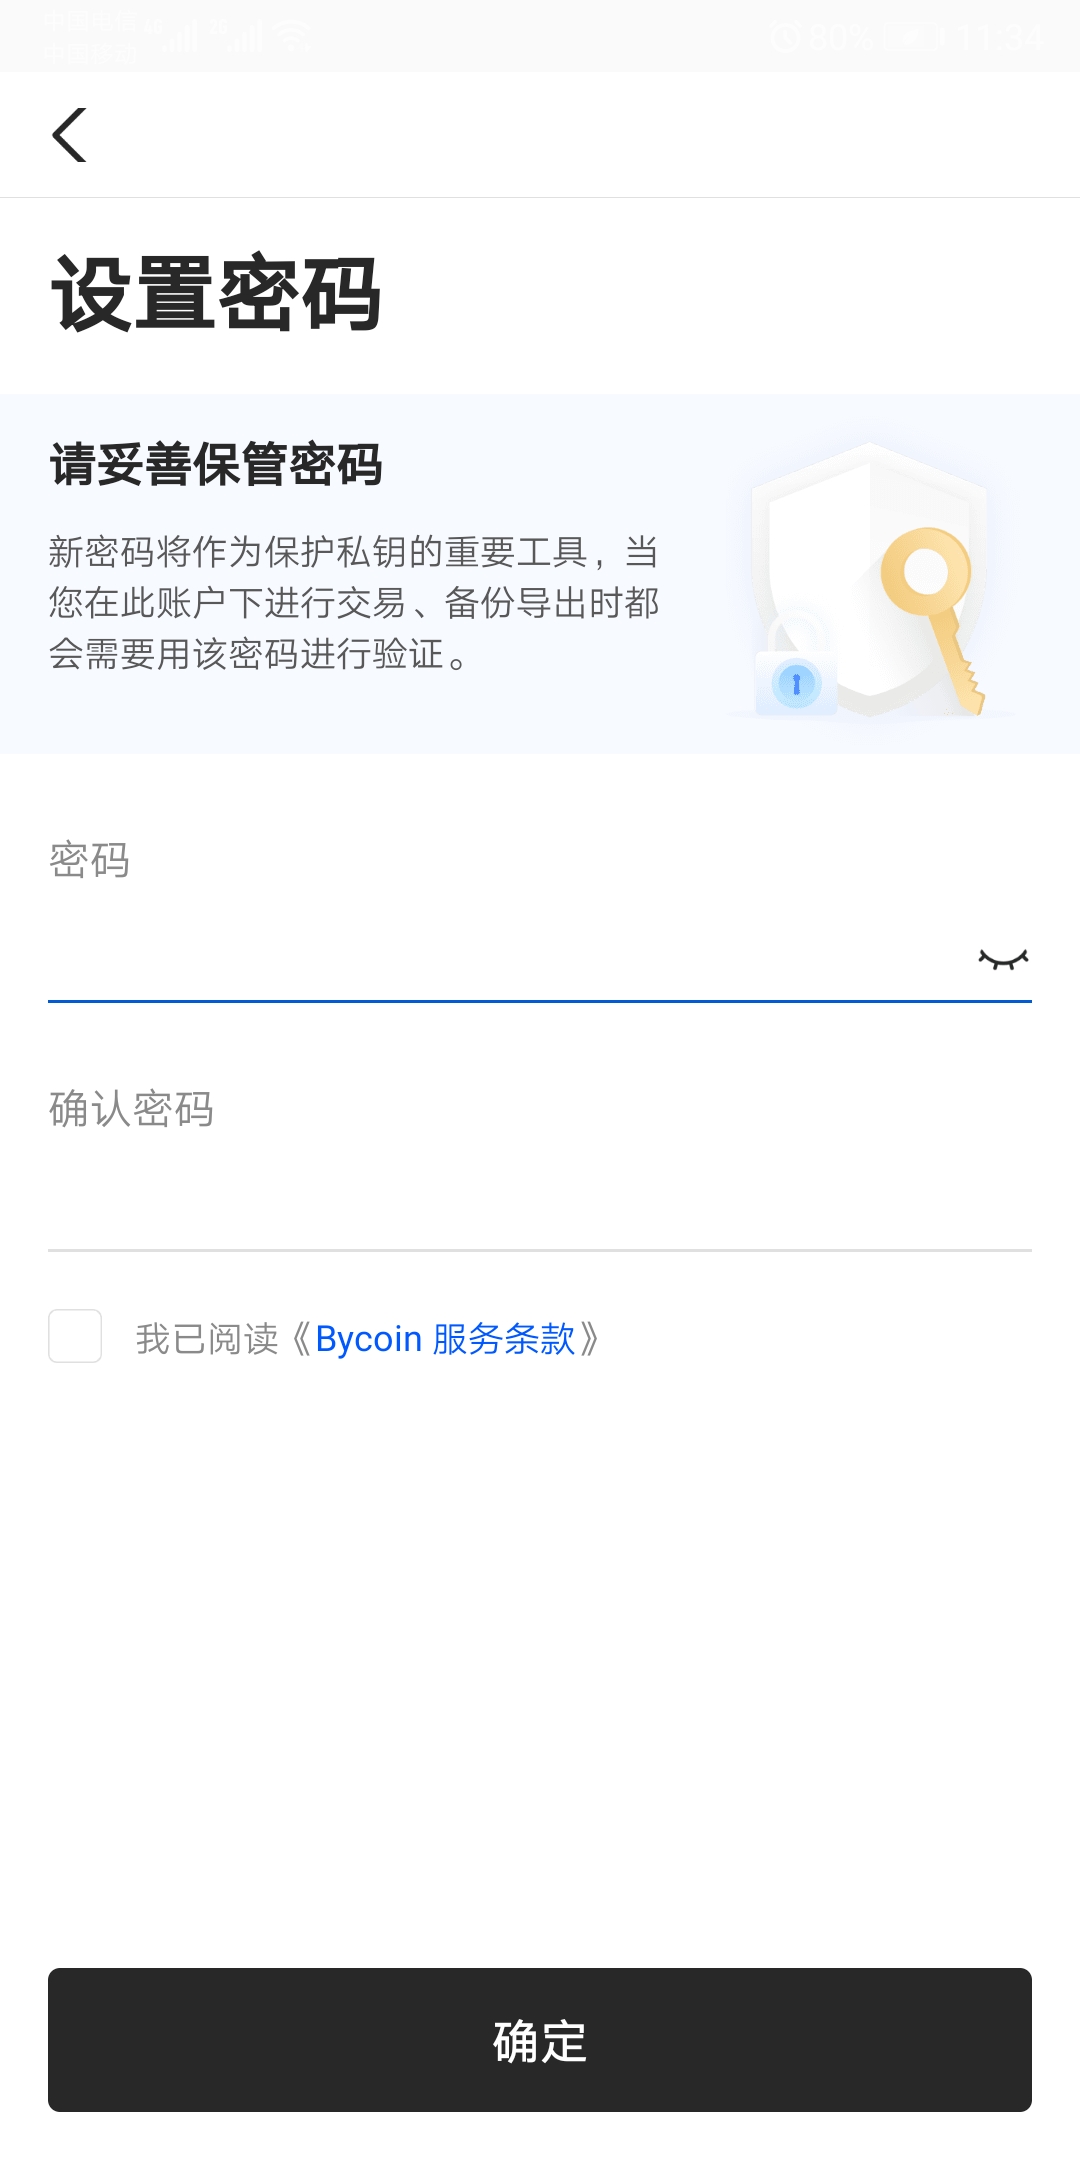 中国电信 4G 2G 80% 11:34
中国移动
设置密码
请妥善保管密码
新密码将作为保护私钥的重要工具，当
您在此账户下进行交易、备份导出时都
会需要用该密码进行验证。
密码
确认密码
我已阅读《Bycoin 服务条款》
确定